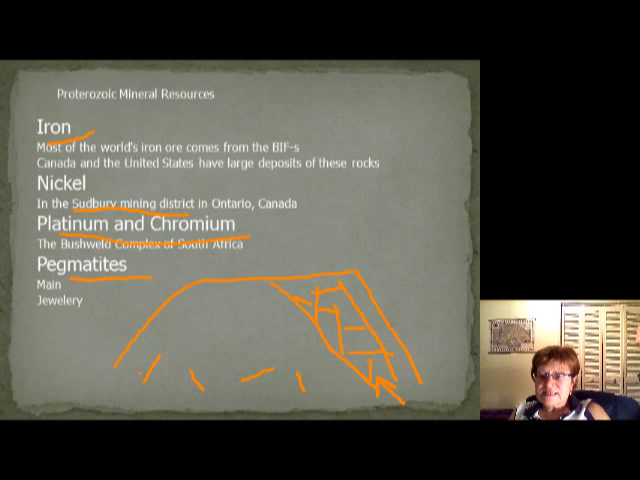 Proterozoic Mineral Resources
Iron
Most of the world's iron ore comes from the BIF-s
Canada and the United States have large deposits of these rocks
Nickel
In the Sudbury mining district in Ontario, Canada
Platinum and Chromium
The Bushweld Complex of South Africa
Pegmatites
Main
Jewelery